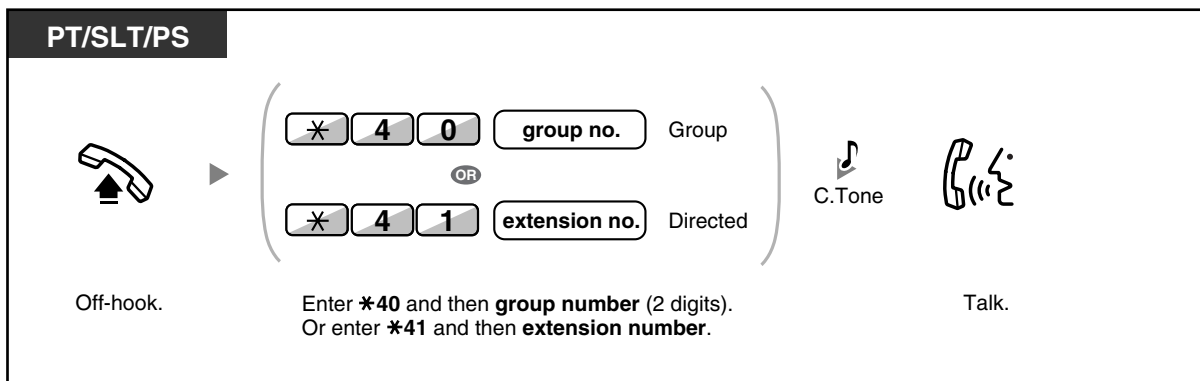 PT/SLT/PS
✳ 4 0 group no. Group
OR
✳ 4 1 extension no. Directed
C.Tone
Off-hook.
Enter ✳40 and then group number (2 digits).
Or enter ✳41 and then extension number.
Talk.